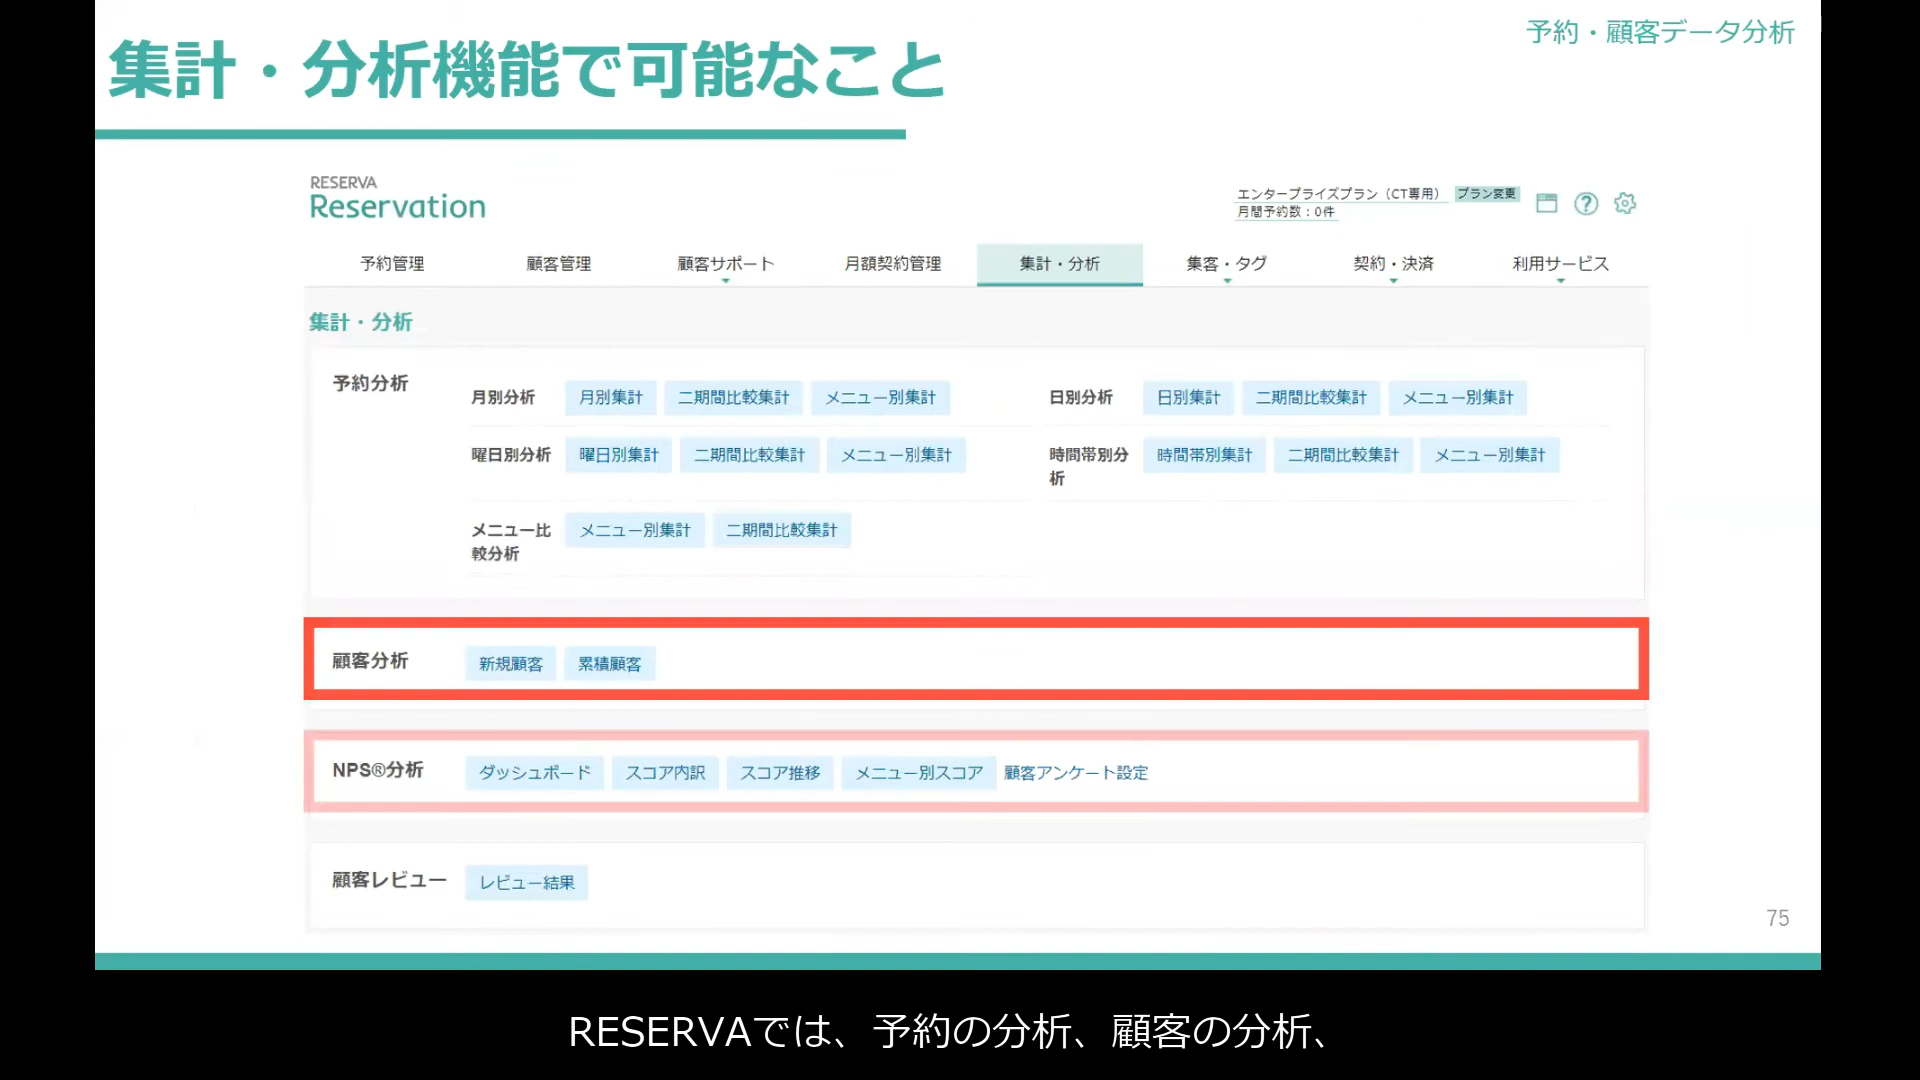 予約・顧客データ分析
集計・分析機能で可能なこと
RESERVA
Reservation
エンタープライズプラン（CT専用） プラン変更
月間予約数：0件
予約管理 顧客管理 顧客サポート 月額契約管理 集計・分析 集客・タグ 契約・決済 利用サービス
集計・分析
予約分析
月別分析 月別集計 二期間比較集計 メニュー別集計 日別分析 日別集計 二期間比較集計 メニュー別集計
曜日別分析 曜日別集計 二期間比較集計 メニュー別集計 時間帯別分 時間帯別集計 二期間比較集計 メニュー別集計
析
メニュー比 メニュー別集計 二期間比較集計
較分析
顧客分析 新規顧客 累積顧客
NPS®分析 ダッシュボード スコア内訳 スコア推移 メニュー別スコア 顧客アンケート設定
顧客レビュー レビュー結果
75
RESERVAでは、予約の分析、顧客の分析、